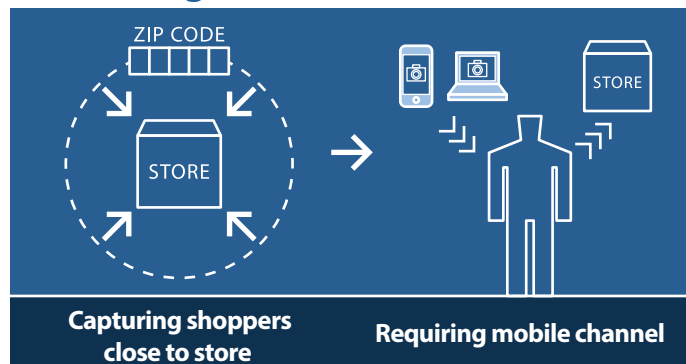 ZIP CODE
STORE
STORE
Capturing shoppers
close to store
Requiring mobile channel